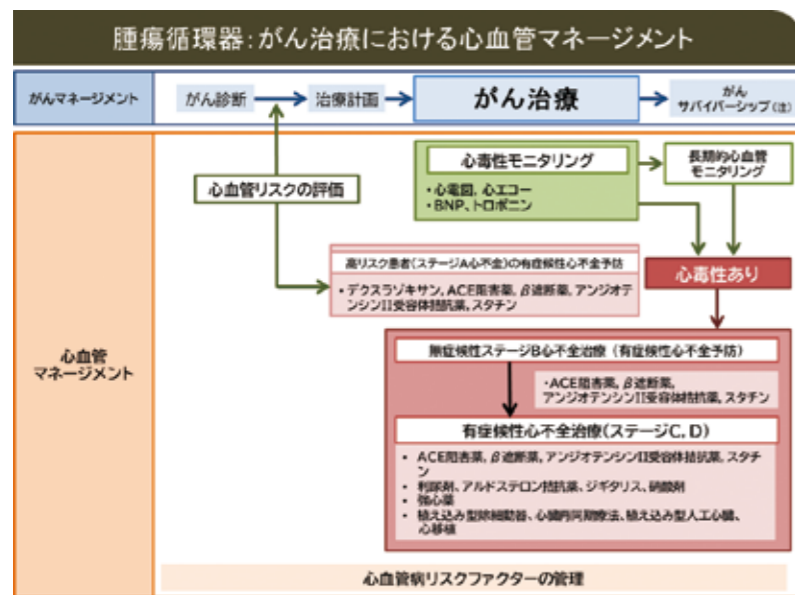 腫瘍循環器:がん治療における心血管マネージメント
がんマネージメント
がん診断
治療計画
がん治療
がん
サバイバーシップ(注)
心毒性モニタリング
・心電図、心エコー
・BNP、トロポニン
長期的心血管
モニタリング
心血管リスクの評価
高リスク患者(ステージA心不全)の有症候性心不全予防
・デクスラゾキサン, ACE阻害薬, β遮断薬, アンジオテ
ンシンII受容体拮抗薬, スタチン
心毒性あり
心血管
マネージメント
無症候性ステージB心不全治療 (有症候性心不全予防)
・ACE阻害薬, β遮断薬,
アンジオテンシンII受容体拮抗薬, スタチン
有症候性心不全治療(ステージC, D)
• ACE阻害薬, β遮断薬, アンジオテンシンII受容体拮抗薬, スタチ
ン
• 利尿剤、アルドステロン拮抗薬、ジギタリス、硝酸剤
• 強心薬
• 植え込み型除細動器、心臓再同期療法、植え込み型人工心臓、
心移植
心血管病リスクファクターの管理